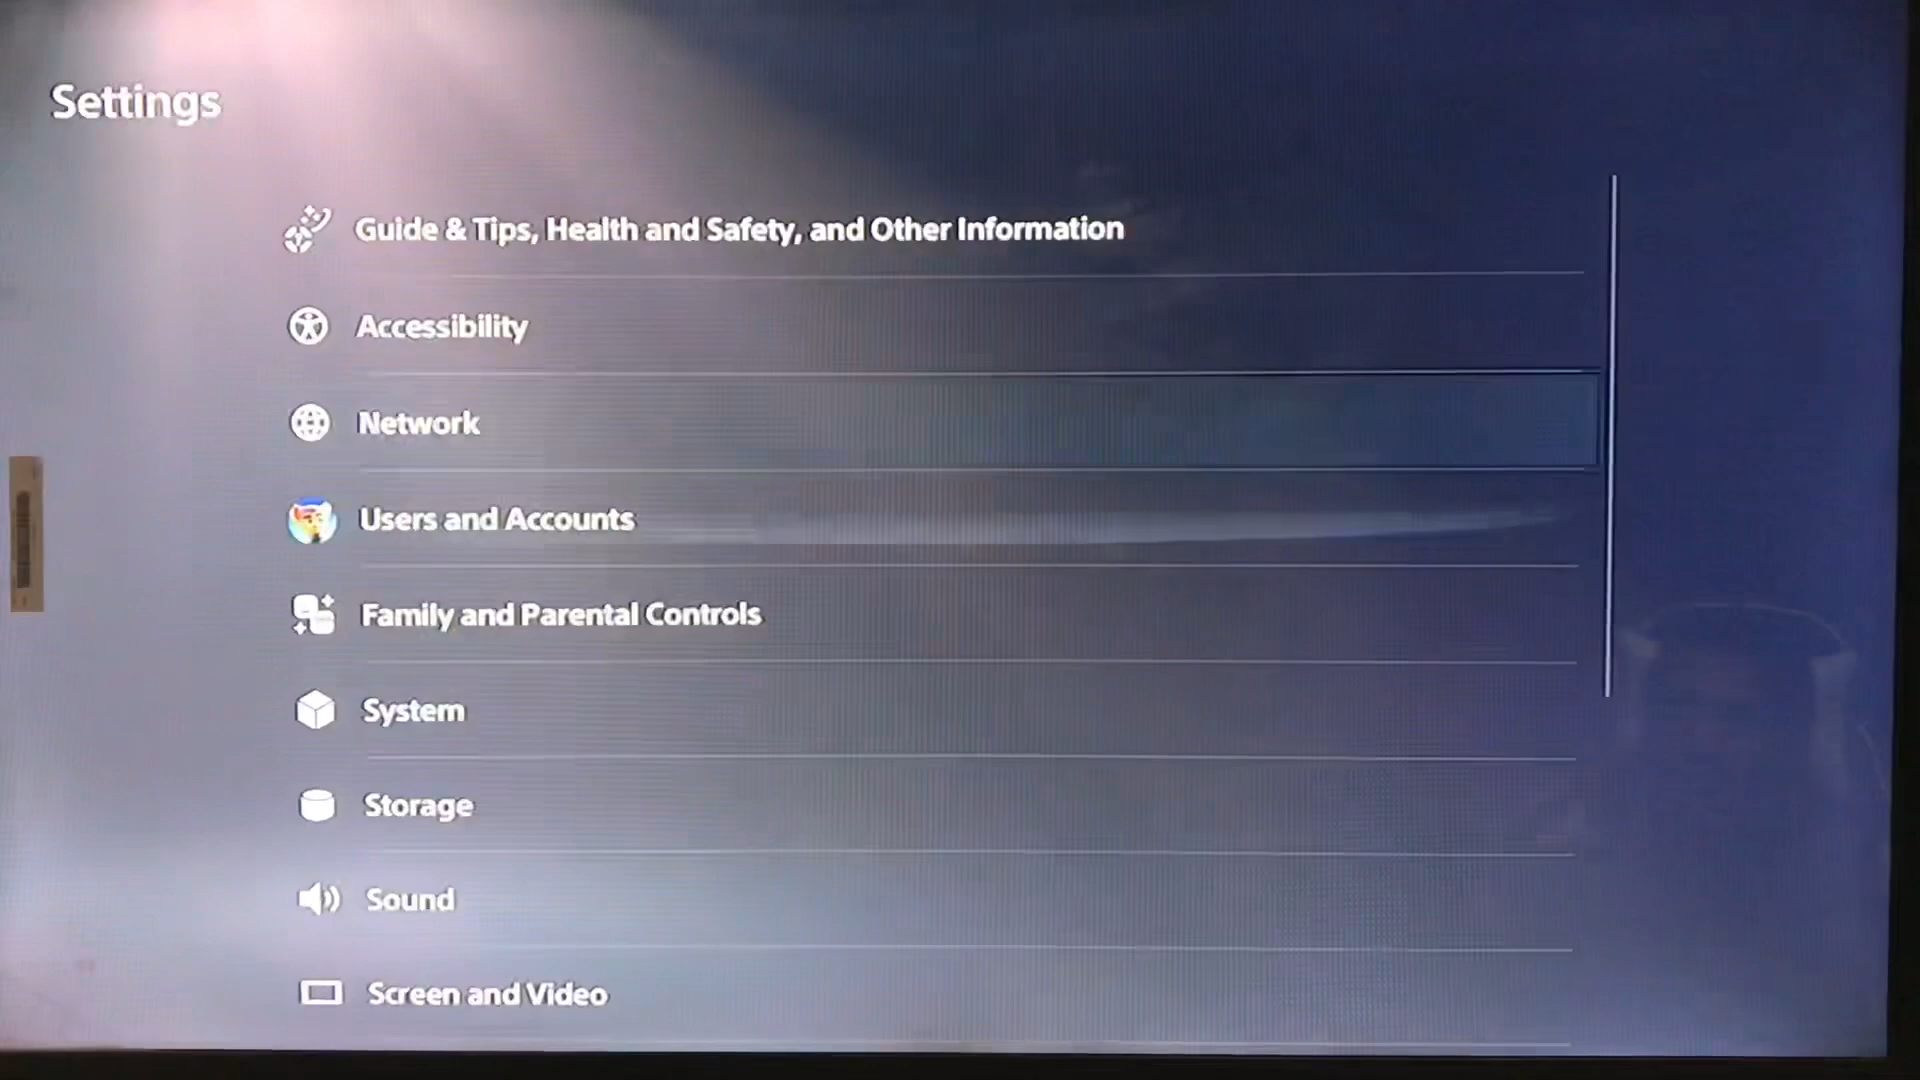 Settings
Guide & Tips, Health and Safety, and Other Information
Accessibility
Network
Users and Accounts
Family and Parental Controls
System
Storage
Sound
Screen and Video